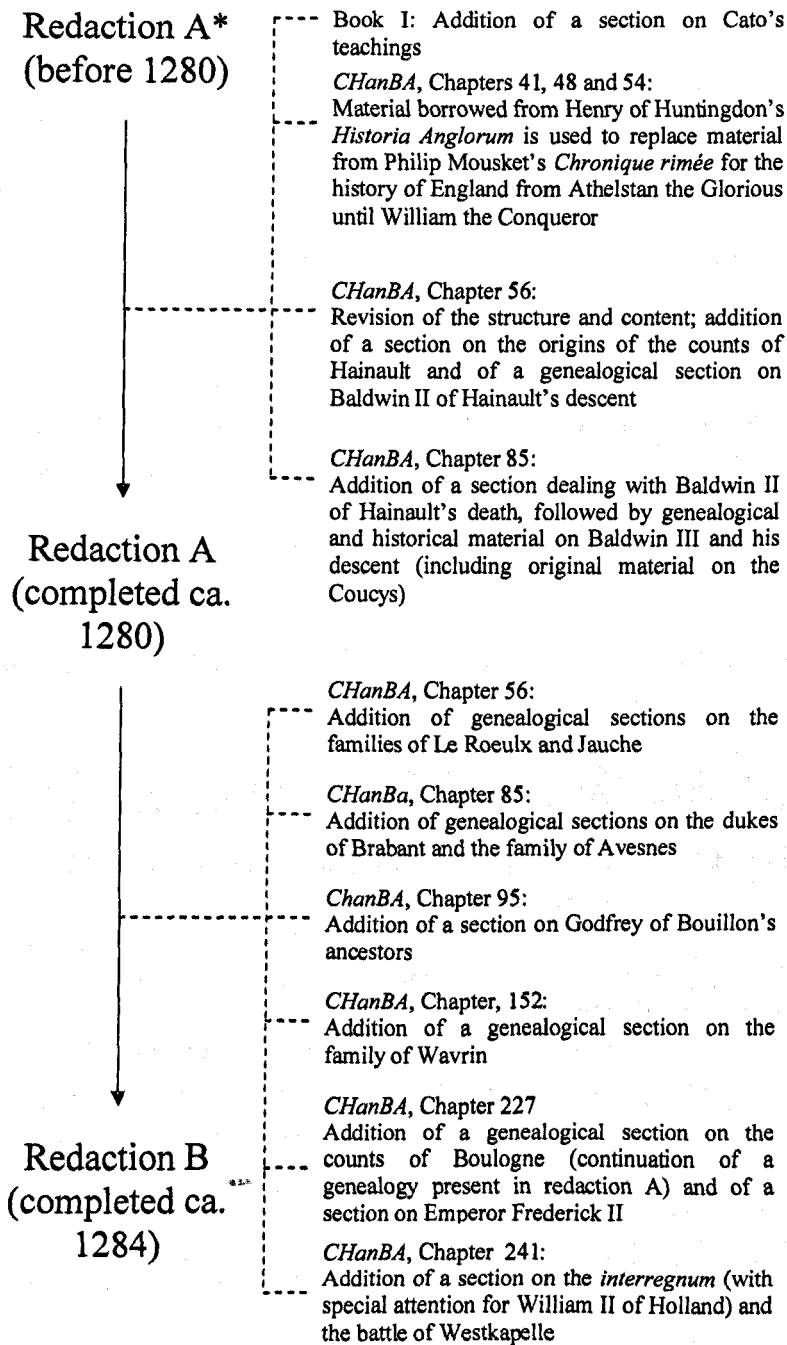 Redaction A*
(before 1280)
Book I: Addition of a section on Cato's
teachings
CHanBA, Chapters 41, 48 and 54:
Material borrowed from Henry of Huntingdon's
Historia Anglorum is used to replace material
from Philip Mousket's Chronique rimée for the
history of England from Athelstan the Glorious
until William the Conqueror
CHanBA, Chapter 56:
Revision of the structure and content; addition
of a section on the origins of the counts of
Hainault and of a genealogical section on
Baldwin II of Hainault's descent
CHanBA, Chapter 85:
Addition of a section dealing with Baldwin II
of Hainault's death, followed by genealogical
and historical material on Baldwin III and his
descent (including original material on the
Coucys)
Redaction A
(completed ca.
1280)
CHanBA, Chapter 56:
Addition of genealogical sections on the
families of Le Roeulx and Jauche
CHanBa, Chapter 85:
Addition of genealogical sections on the dukes
of Brabant and the family of Avesnes
ChanBA, Chapter 95:
Addition of a section on Godfrey of Bouillon's
ancestors
CHanBA, Chapter, 152:
Addition of a genealogical section on the
family of Wavrin
CHanBA, Chapter 227
Addition of a genealogical section on the
counts of Boulogne (continuation of a
genealogy present in redaction A) and of a
section on Emperor Frederick II
Redaction B
(completed ca.
1284)
CHanBA, Chapter 241:
Addition of a section on the interregnum (with
special attention for William II of Holland) and
the battle of Westkapelle